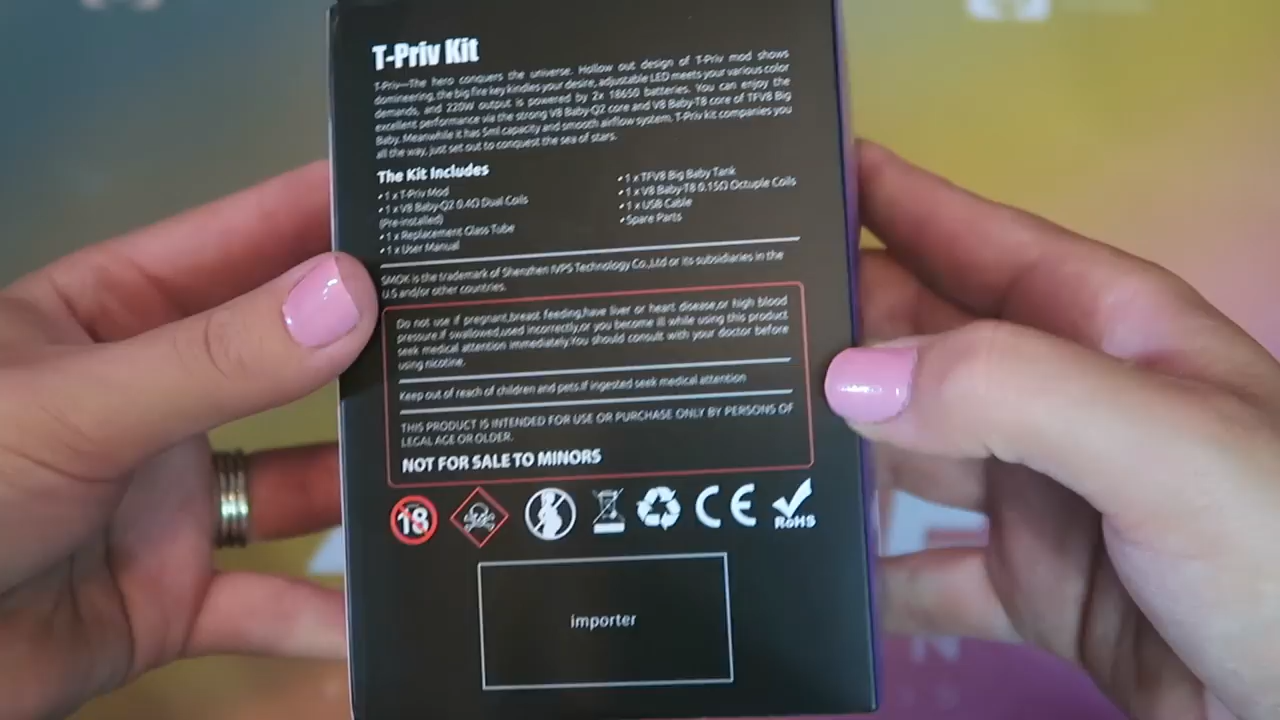 T-Priv Kit
T-Priv—The hero conquers the universe. Hollow out design of T-Priv mod shows
domineering, the big fire key kindles your desire, adjustable LED meets your various color
demands, and 220W output is powered by 2x 18650 batteries. You can enjoy the
excellent performance via the strong V8 Baby-Q2 core and V8 Baby-T8 core of TFV8 Big
Baby. Meanwhile it has 5ml capacity and smooth airflow system. T-Priv kit companies you
all the way, just set out to conquest the sea of stars.
The Kit Includes
• 1 x T-Priv Mod
• 1 x V8 Baby-Q2 0.4Ω Dual Coils
(Pre-installed)
• 1 x Replacement Glass Tube
• 1 x User Manual
• 1 x TFV8 Big Baby Tank
• 1 x V8 Baby-T8 0.15Ω Octuple Coils
• 1 x USB Cable
• Spare Parts
SMOK is the trademark of Shenzhen IVPS Technology Co.,Ltd or its subsidiaries in the
U.S and/or other countries.
Do not use if pregnant,breast feeding,have liver or heart disease,or high blood
pressure.if swallowed,used incorrectly,or you become ill while using this product
seek medical attention immediately.You should consult with your doctor before
using nicotine.
Keep out of reach of children and pets.if ingested seek medical attention
THIS PRODUCT IS INTENDED FOR USE OR PURCHASE ONLY BY PERSONS OF
LEGAL AGE OR OLDER.
NOT FOR SALE TO MINORS
18 CE RoHS
importer